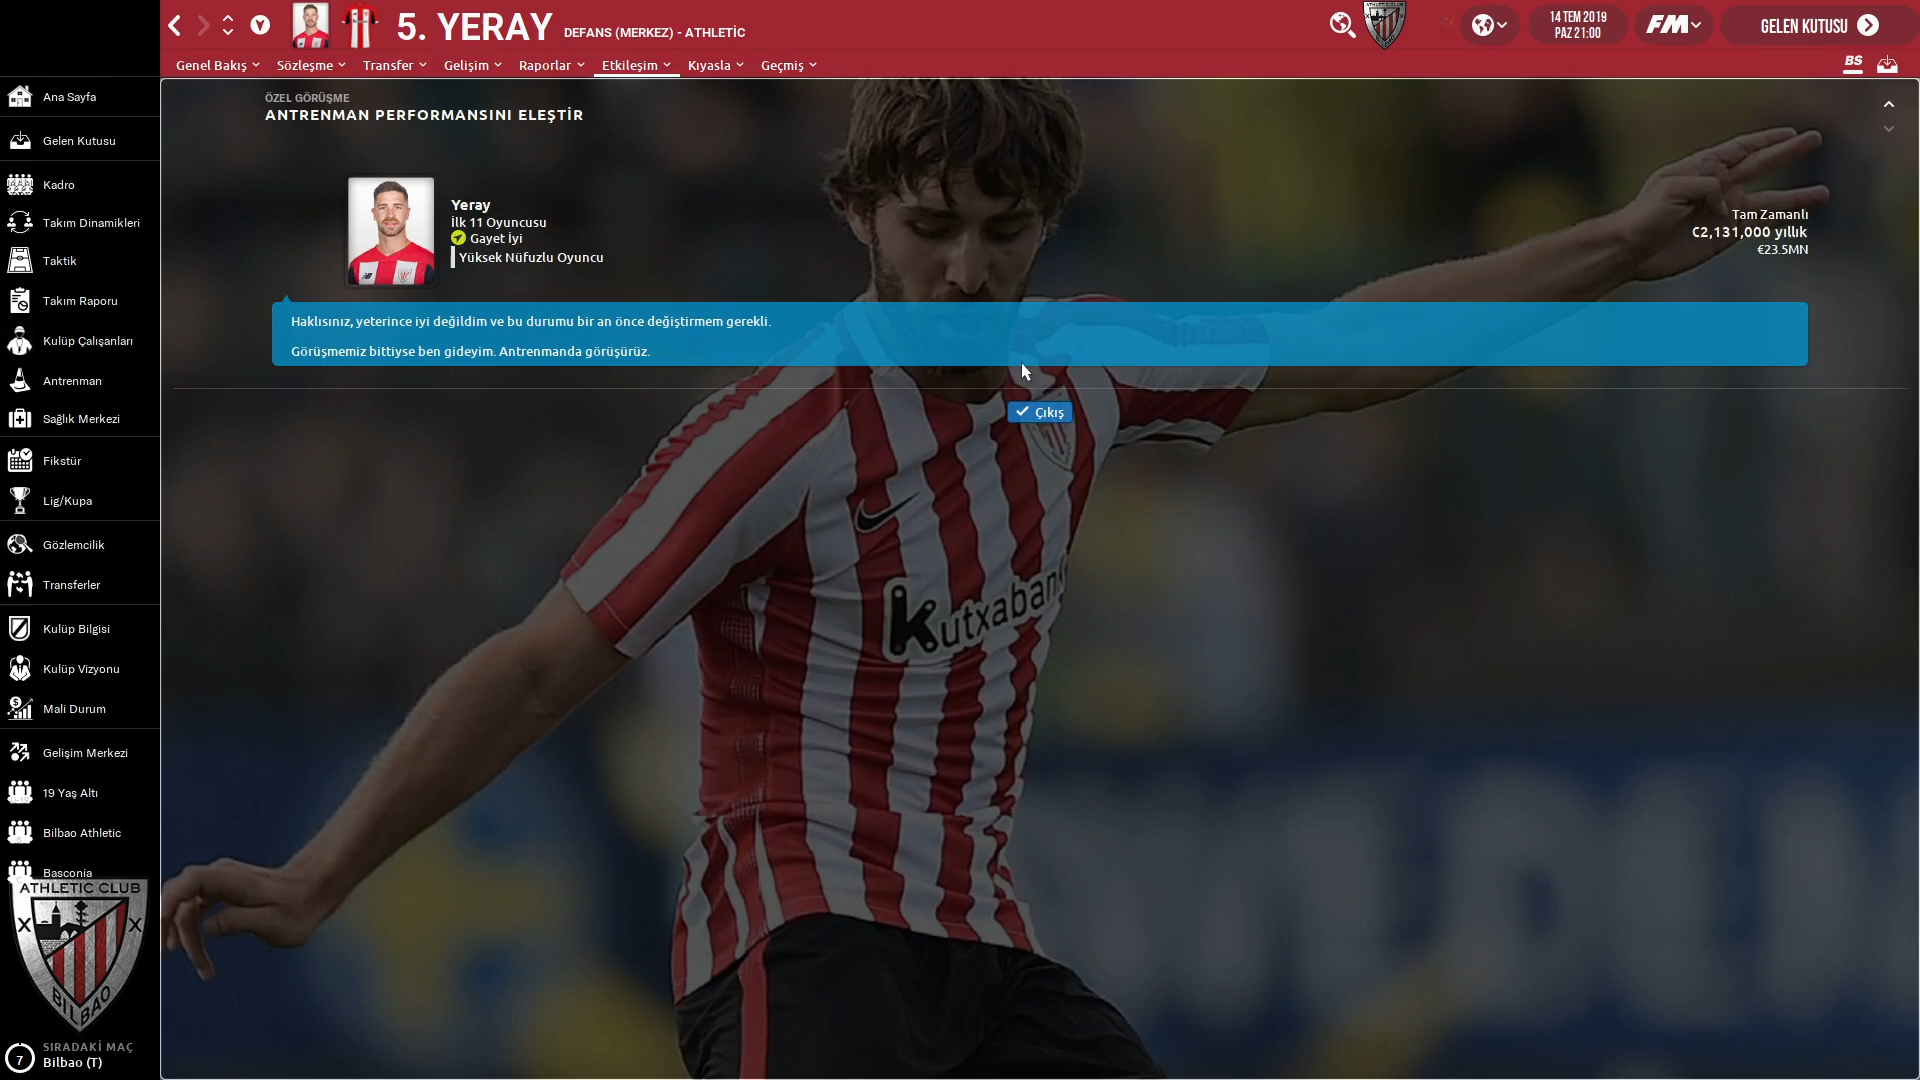 5. YERAY DEFANS (MERKEZ) - ATHLETIC
14 TEM 2019
PAZ 21:00
FM
GELEN KUTUSU
Genel Bakış
Sözleşme
Transfer
Gelişim
Raporlar
Etkileşim
Kıyasla
Geçmiş
BS
Ana Sayfa
Gelen Kutusu
Kadro
Takım Dinamikleri
Taktik
Takım Raporu
Kulüp Çalışanları
Antrenman
Sağlık Merkezi
Fikstür
Lig/Kupa
Gözlemcilik
Transferler
Kulüp Bilgisi
Kulüp Vizyonu
Mali Durum
Gelişim Merkezi
19 Yaş Altı
Bilbao Athletic
Basconia
ATHLETIC CLUB
BILBAO
SIRADAKİ MAÇ
7
Bilbao (T)
ÖZEL GÖRÜŞME
ANTRENMAN PERFORMANSINI ELEŞTİR
Yeray
İlk 11 Oyuncusu
Gayet İyi
Yüksek Nüfuzlu Oyuncu
Tam Zamanlı
€2,131,000 yıllık
€23.5MN
Haklısınız, yeterince iyi değildim ve bu durumu bir an önce değiştirmem gerekli.
Görüşmemiz bittiyse ben gideyim. Antrenmanda görüşürüz.
Çıkış
Kutxabank